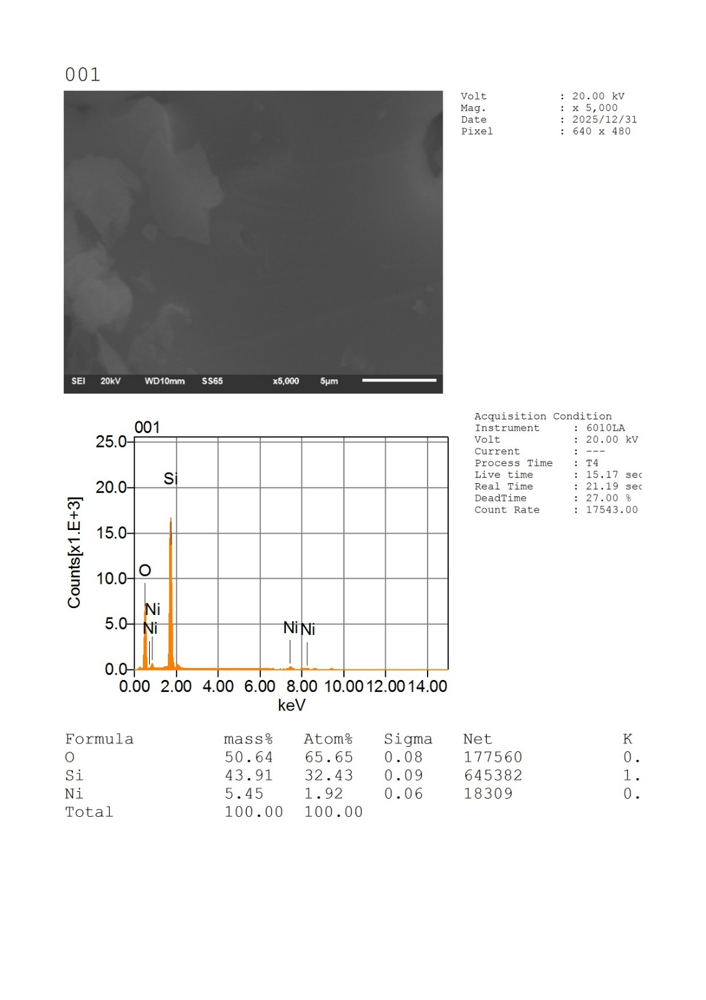 001
Volt : 20.00 kV
Mag. : x 5,000
Date : 2025/12/31
Pixel : 640 x 480
SEI 20kV WD10mm SS65 x5,000 5µm
Acquisition Condition
Instrument : 6010LA
Volt : 20.00 kV
Current : ---
Process Time : T4
Live time : 15.17 sec
Real Time : 21.19 sec
DeadTime : 27.00 %
Count Rate : 17543.00
001
25.0
20.0
15.0
10.0
5.0
0.0
Counts[x1.E+3]
Si
O
Ni
Ni
Ni Ni
0.00 2.00 4.00 6.00 8.00 10.00 12.00 14.00
keV
Formula mass% Atom% Sigma Net K
O 50.64 65.65 0.08 177560 0.
Si 43.91 32.43 0.09 645382 1.
Ni 5.45 1.92 0.06 18309 0.
Total 100.00 100.00